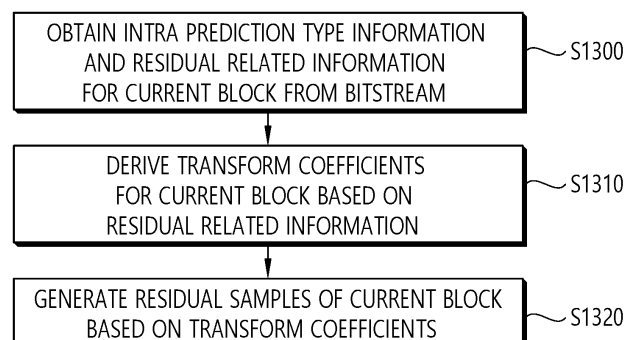 OBTAIN INTRA PREDICTION TYPE INFORMATION
AND RESIDUAL RELATED INFORMATION
FOR CURRENT BLOCK FROM BITSTREAM
S1300
DERIVE TRANSFORM COEFFICIENTS
FOR CURRENT BLOCK BASED ON
RESIDUAL RELATED INFORMATION
S1310
GENERATE RESIDUAL SAMPLES OF CURRENT BLOCK
BASED ON TRANSFORM COEFFICIENTS
S1320